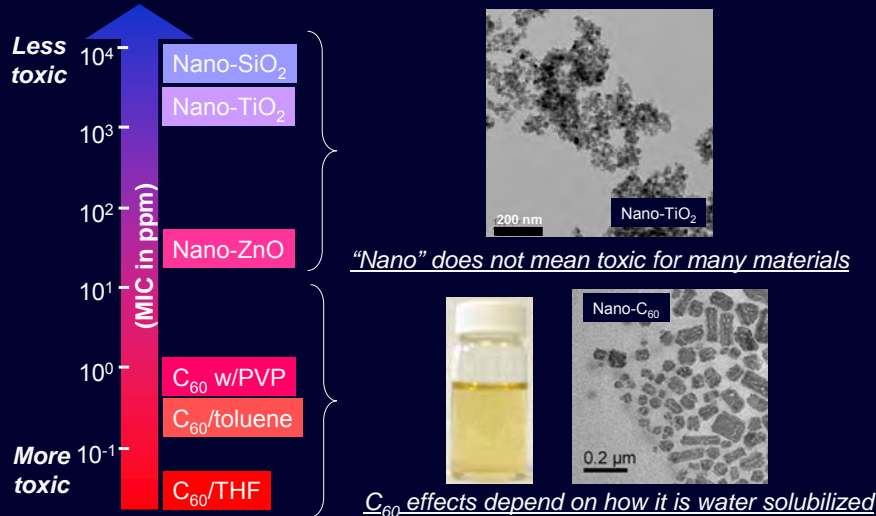 Less
toxic
10⁴
10³
10²
10¹
10⁰
10⁻¹
More
toxic
(MIC in ppm)
Nano-SiO₂
Nano-TiO₂
Nano-ZnO
C₆₀ w/PVP
C₆₀/toluene
C₆₀/THF
200 nm
Nano-TiO₂
“Nano” does not mean toxic for many materials
Nano-C₆₀
0.2 µm
C₆₀ effects depend on how it is water solubilized